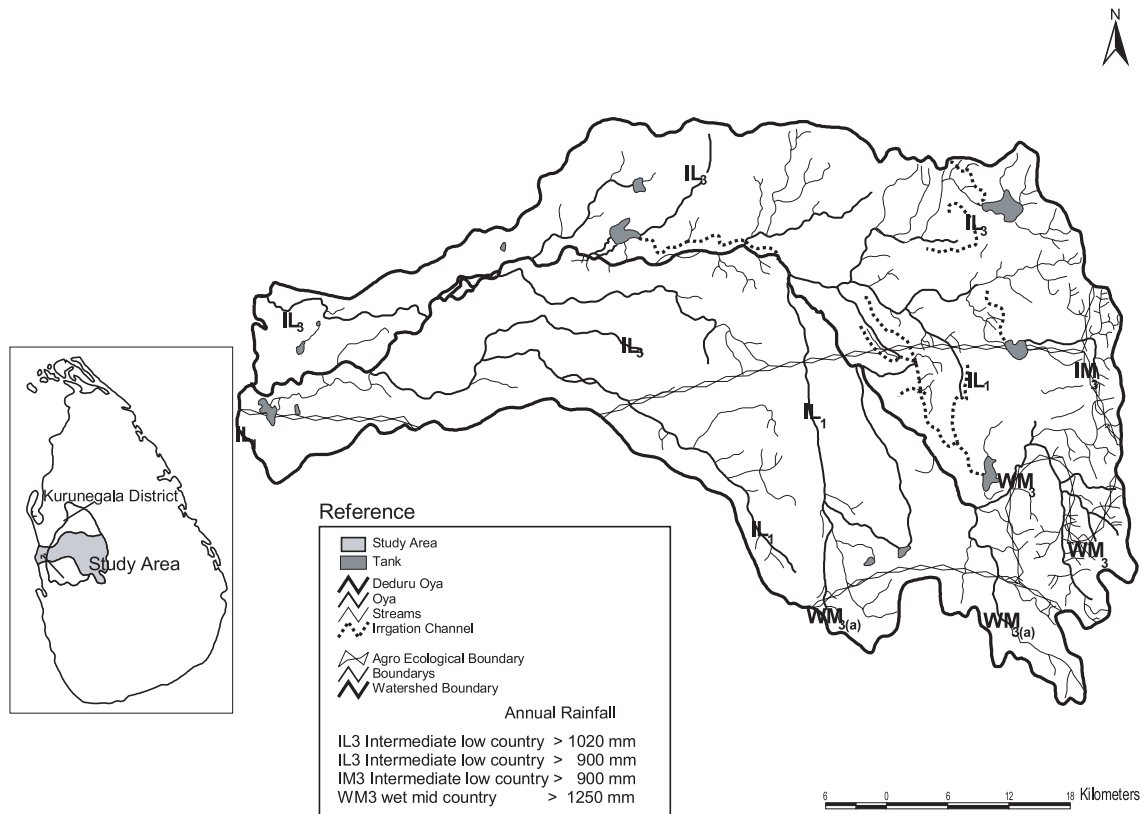 N
IL3
IL3
IL3
IL3
IM3
IL1
IL1
IL1
WM3
IL1
WM3
WM3(a)
WM3(a)
Kurunegala District
Study Area
Reference
Study Area
Tank
Deduru Oya
Oya
Streams
Irrgation Channel
Agro Ecological Boundary
Boundarys
Watershed Boundary
Annual Rainfall
IL3 Intermediate low country > 1020 mm
IL3 Intermediate low country > 900 mm
IM3 Intermediate low country > 900 mm
WM3 wet mid country > 1250 mm
6 0 6 12 18 Kilometers